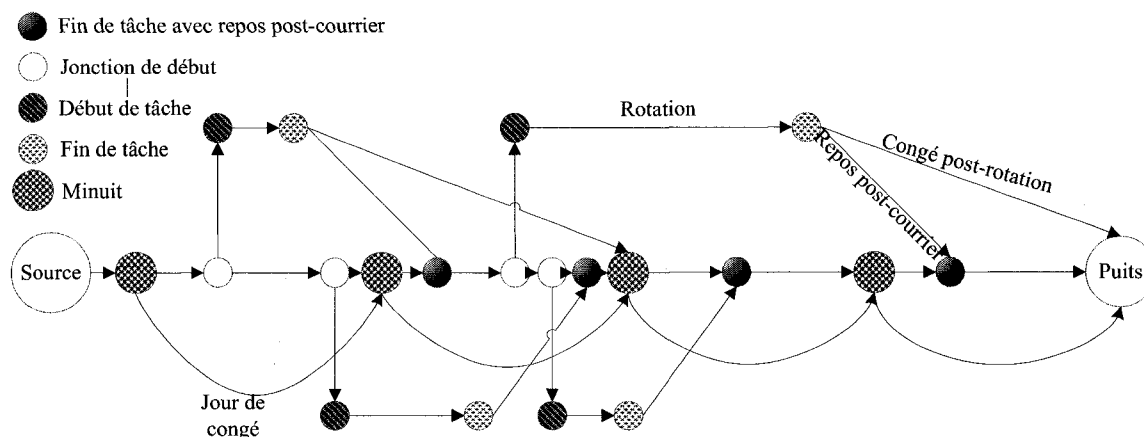 Fin de tâche avec repos post-courrier
Jonction de début
Début de tâche
Fin de tâche
Minuit
Rotation
Congé post-rotation
Repos post-courrier
Source
Puits
Jour de
congé